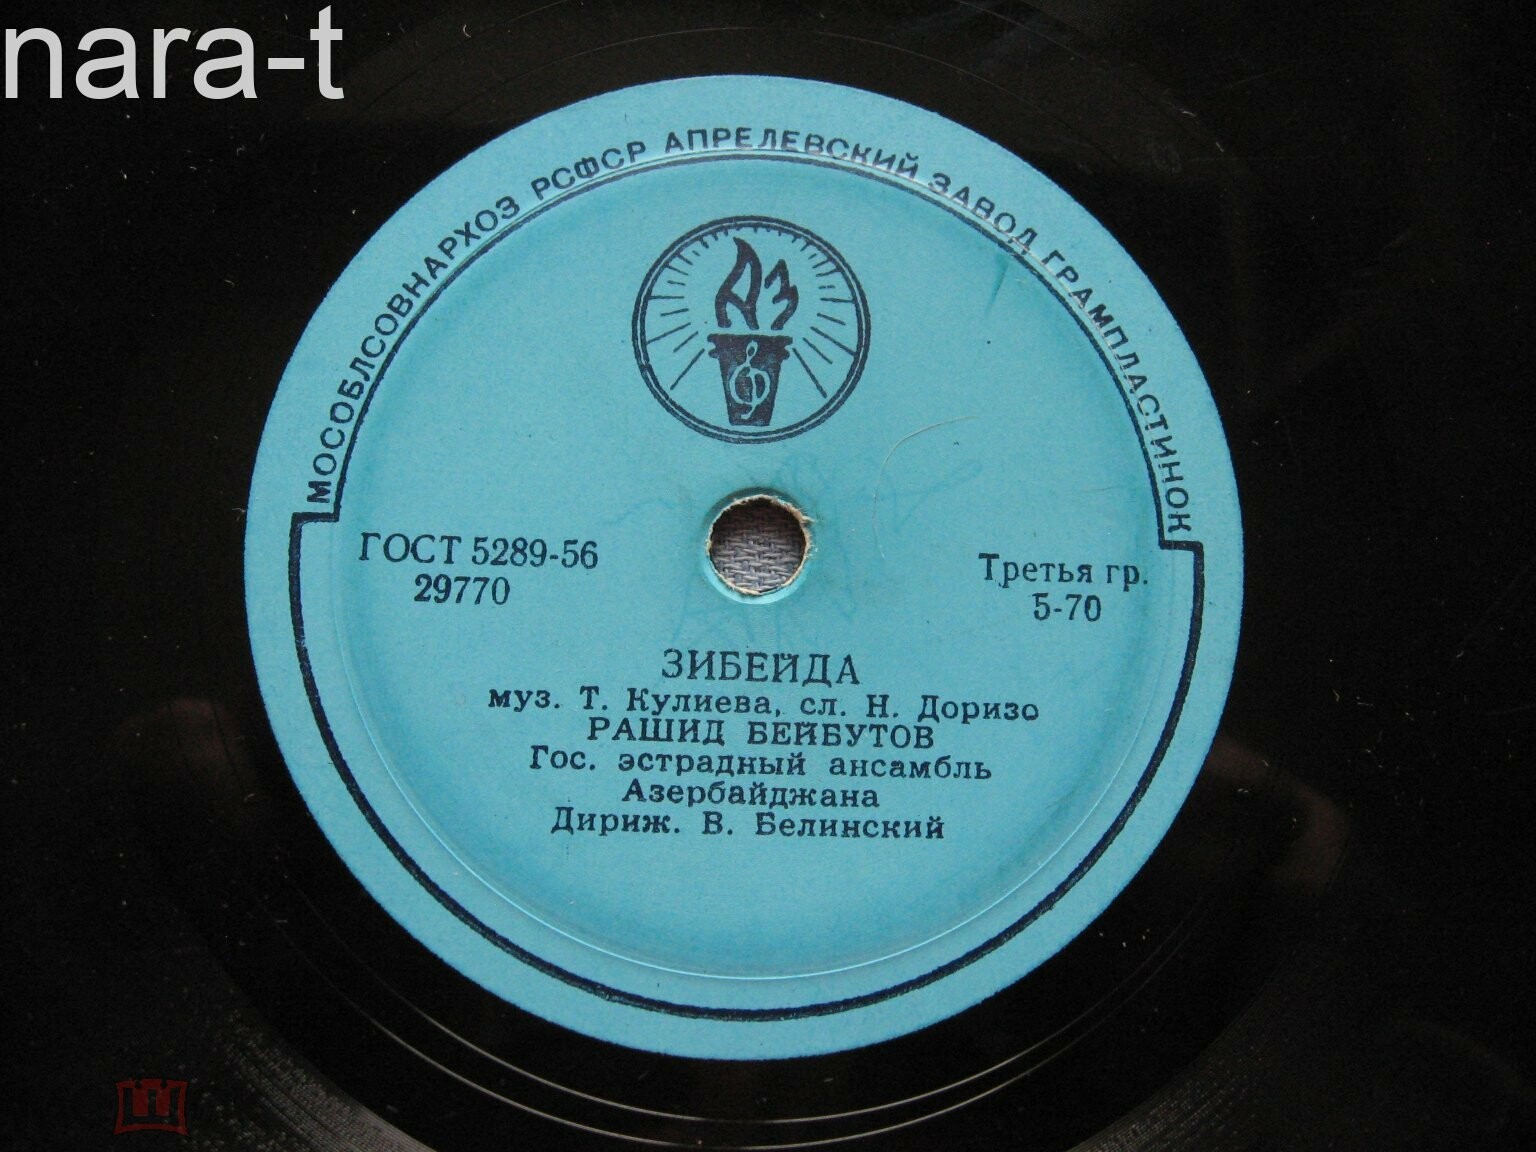 nara-t
МОСОБЛСОВНАРХОЗ РСФСР АПРЕЛЕВСКИЙ ЗАВОД ГРАМПЛАСТИНОК
АЗ
ГОСТ 5289-56
29770
Третья гр.
5-70
ЗИБЕЙДА
муз. Т. Кулиева, сл. Н. Доризо
РАШИД БЕЙБУТОВ
Гос. эстрадный ансамбль
Азербайджана
Дириж. В. Белинский